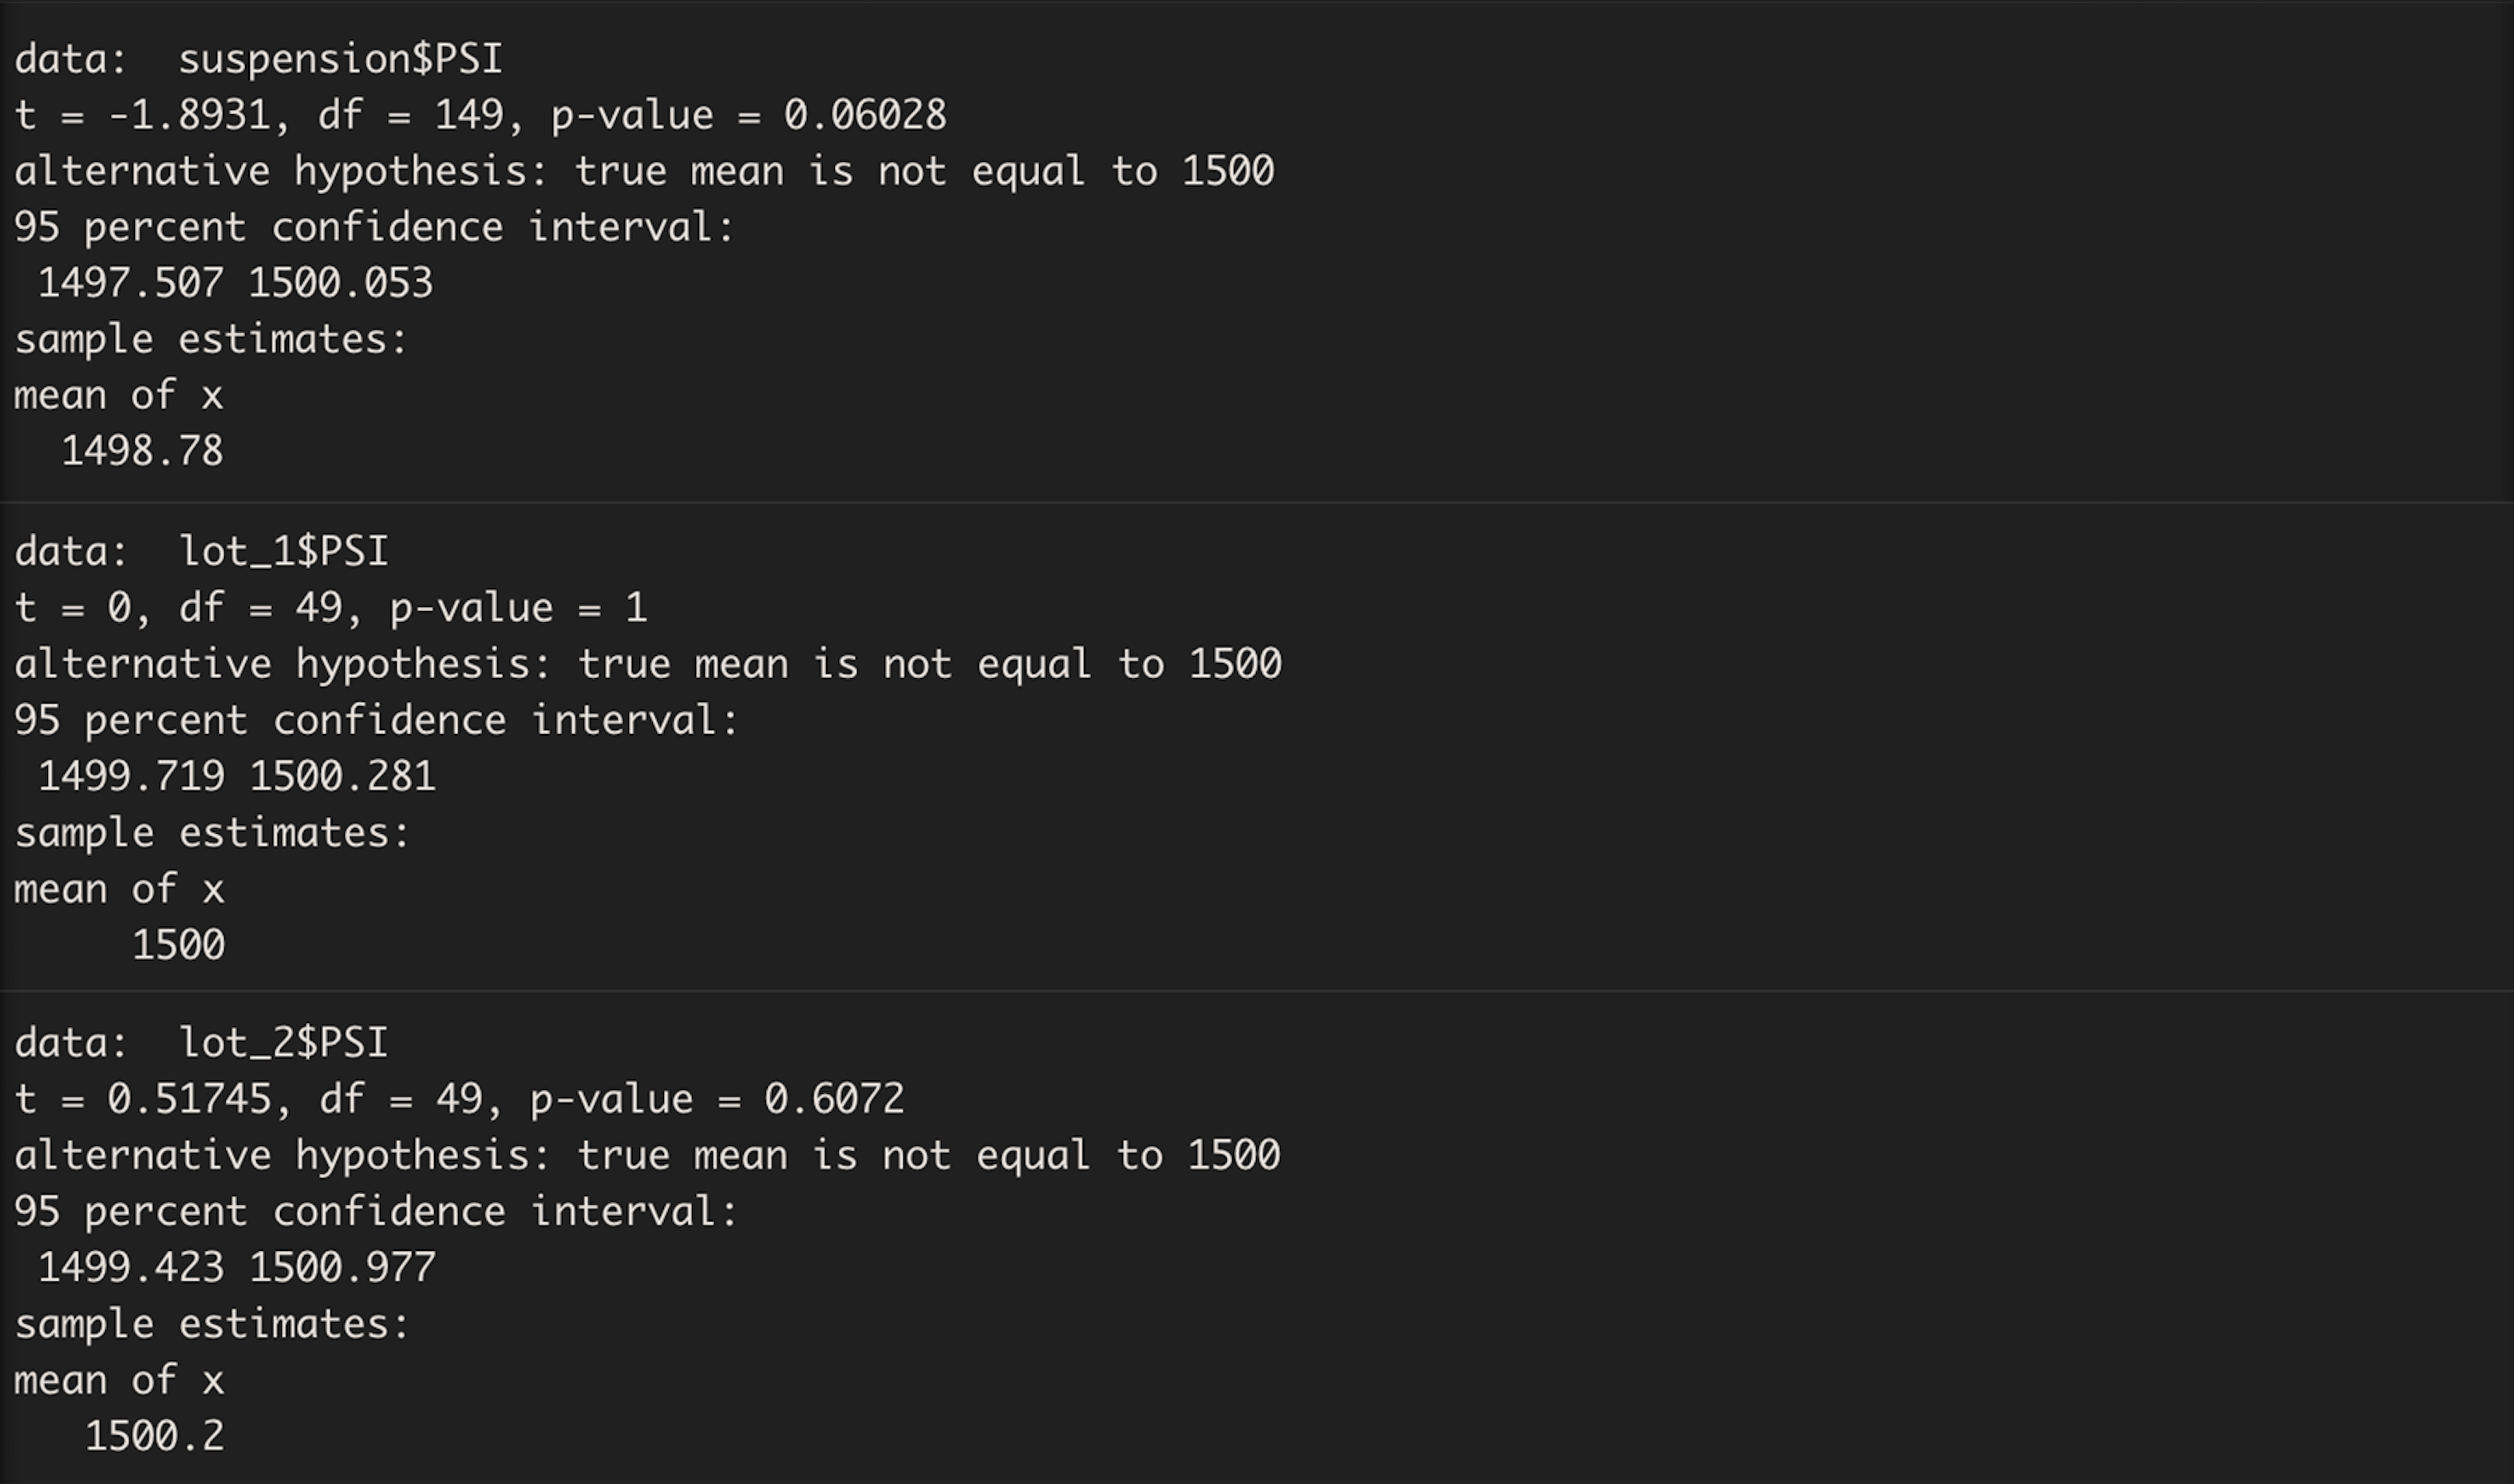 data:  suspension$PSI
t = -1.8931, df = 149, p-value = 0.06028
alternative hypothesis: true mean is not equal to 1500
95 percent confidence interval:
 1497.507 1500.053
sample estimates:
mean of x
  1498.78
data:  lot_1$PSI
t = 0, df = 49, p-value = 1
alternative hypothesis: true mean is not equal to 1500
95 percent confidence interval:
 1499.719 1500.281
sample estimates:
mean of x
     1500
data:  lot_2$PSI
t = 0.51745, df = 49, p-value = 0.6072
alternative hypothesis: true mean is not equal to 1500
95 percent confidence interval:
 1499.423 1500.977
sample estimates:
mean of x
   1500.2